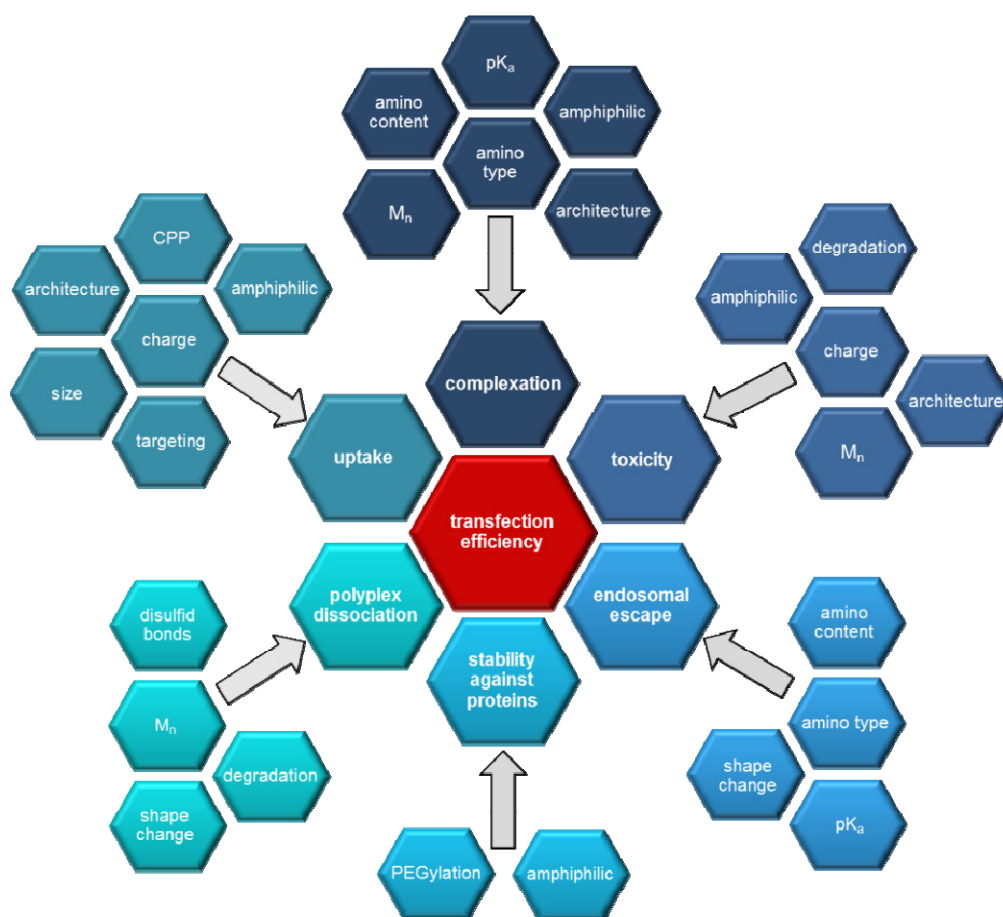 pKa
amino
content
amphiphilic
amino
type
Mn
architecture
CPP
architecture
amphiphilic
charge
size
targeting
degradation
amphiphilic
charge
architecture
Mn
complexation
uptake
toxicity
transfection
efficiency
polyplex
dissociation
endosomal
escape
stability
against
proteins
disulfid
bonds
Mn
degradation
shape
change
amino
content
amino type
shape
change
pKa
PEGylation
amphiphilic